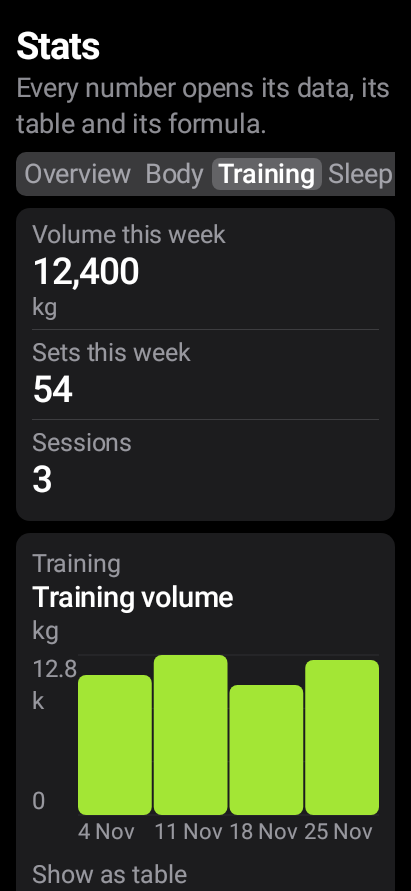 Stats
Every number opens its data, its
table and its formula.
Overview Body Training Sleep
Volume this week
12,400
kg
Sets this week
54
Sessions
3
Training
Training volume
kg
12.8
k
0
4 Nov 11 Nov 18 Nov 25 Nov
Show as table